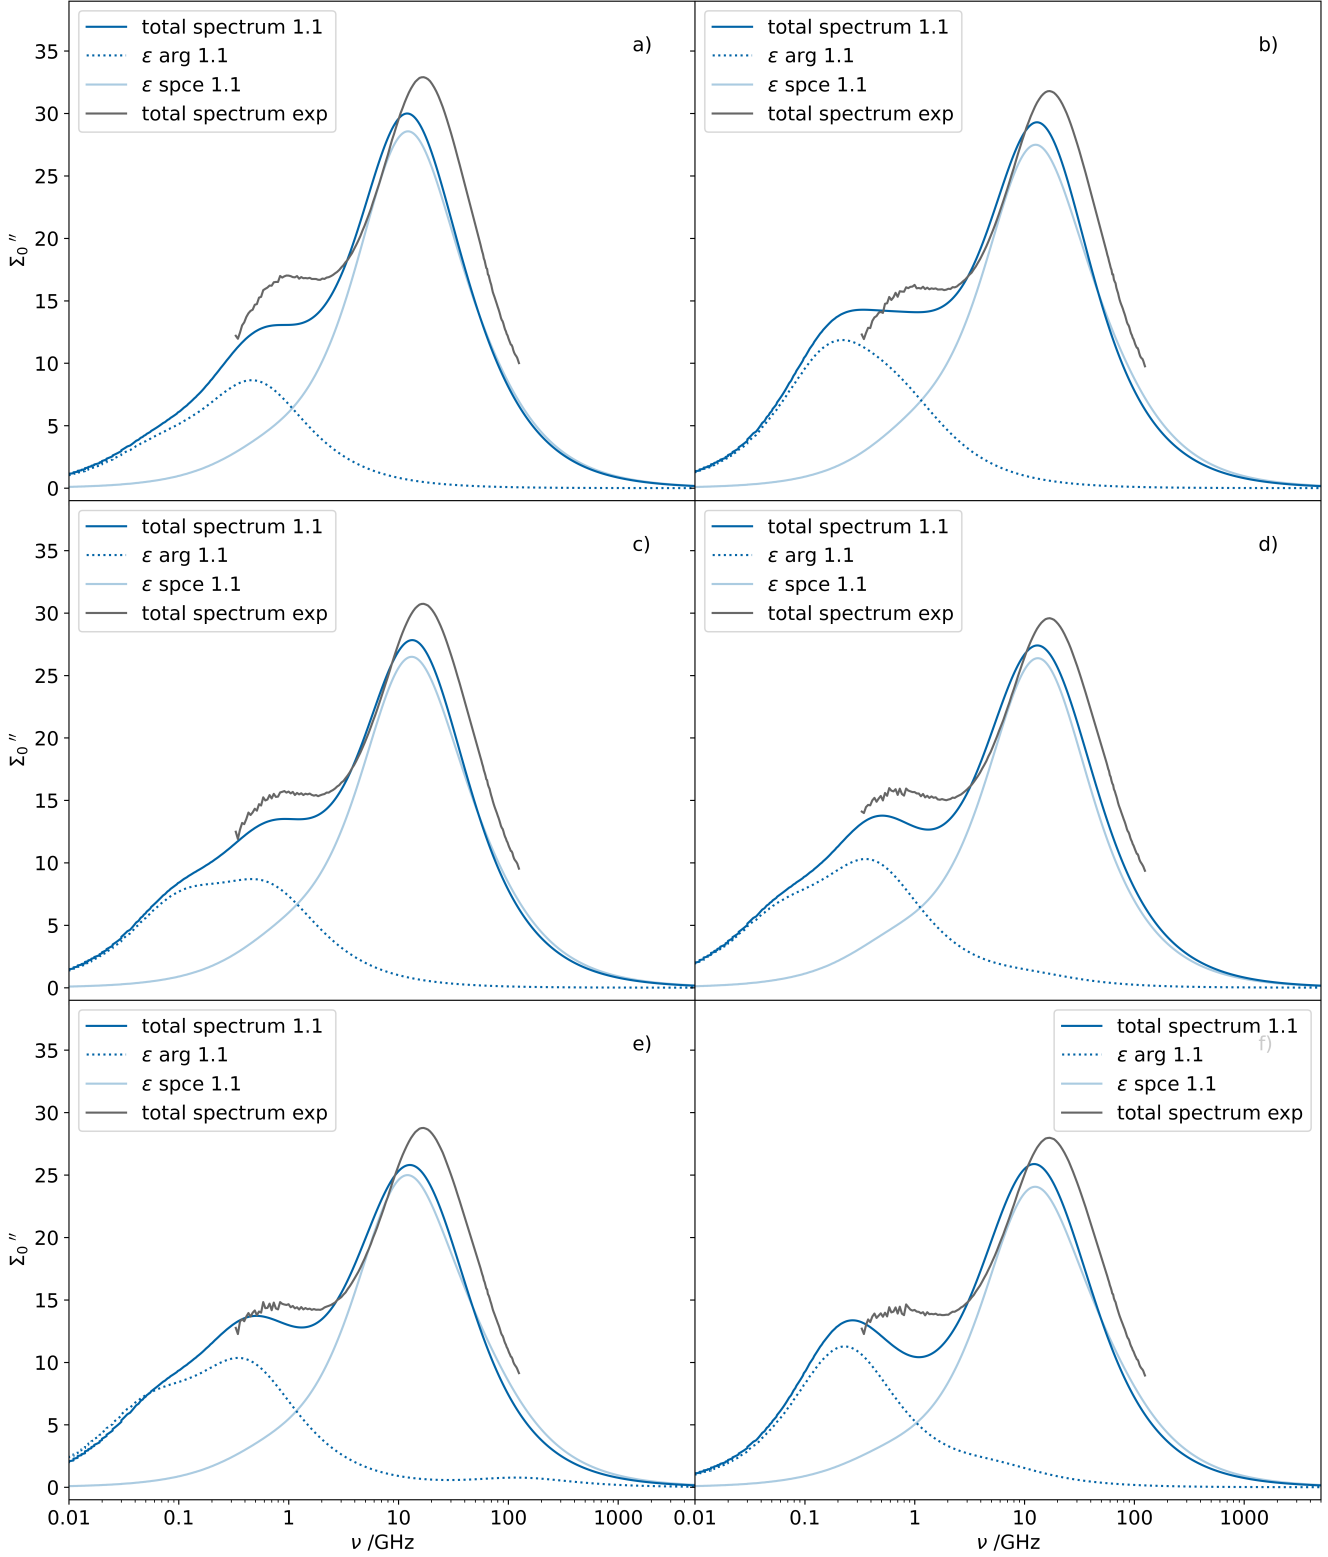 total spectrum 1.1
ε arg 1.1
ε spce 1.1
total spectrum exp
a)
35
30
25
20
15
10
5
0
Σ₀ ″
total spectrum 1.1
ε arg 1.1
ε spce 1.1
total spectrum exp
b)
total spectrum 1.1
ε arg 1.1
ε spce 1.1
total spectrum exp
c)
35
30
25
20
15
10
5
0
Σ₀ ″
total spectrum 1.1
ε arg 1.1
ε spce 1.1
total spectrum exp
d)
total spectrum 1.1
ε arg 1.1
ε spce 1.1
total spectrum exp
e)
35
30
25
20
15
10
5
0
Σ₀ ″
0.01 0.1 1 10 100 1000
ν /GHz
total spectrum 1.1
ε arg 1.1
ε spce 1.1
total spectrum exp
f)
0.01 0.1 1 10 100 1000
ν /GHz